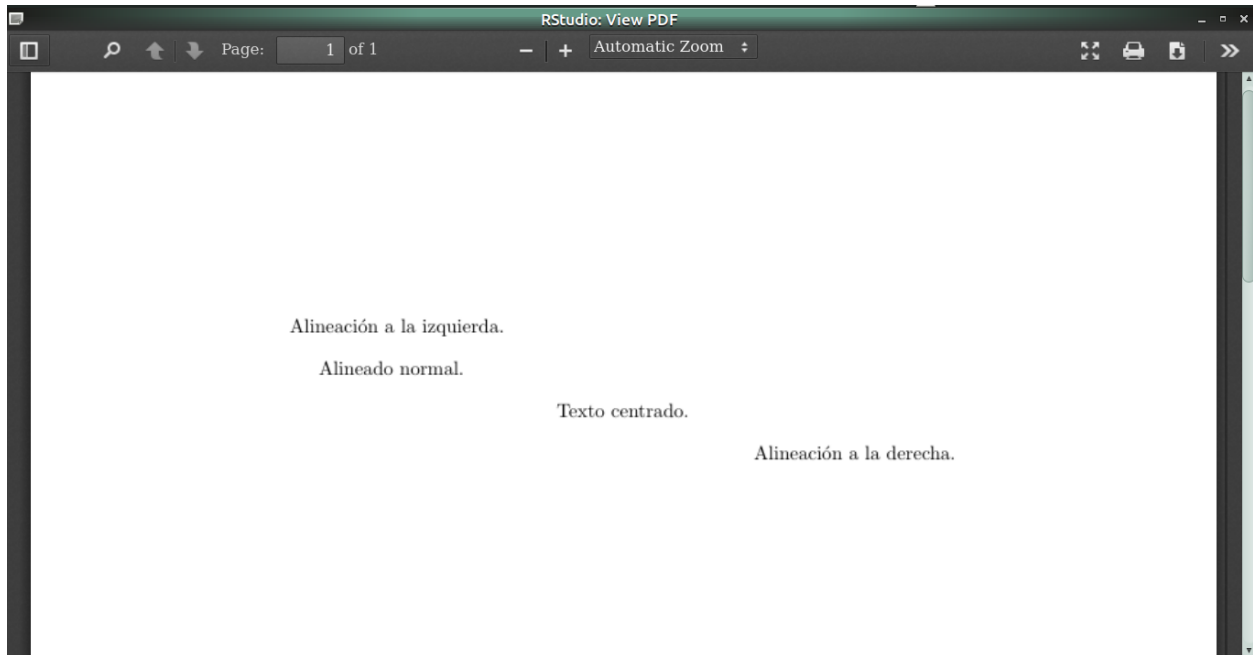 RStudio: View PDF
Page: 1 of 1 Automatic Zoom
Alineación a la izquierda.
Alineado normal.
Texto centrado.
Alineación a la derecha.